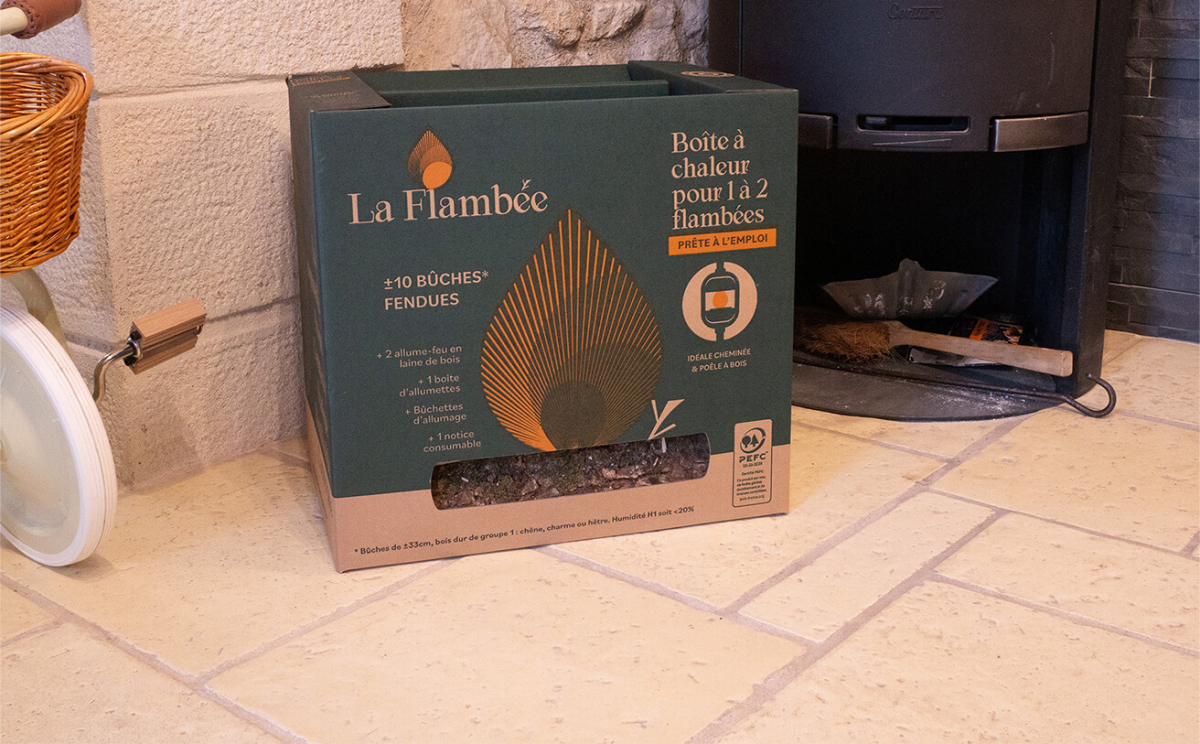 La Flambée
Boîte à
chaleur
pour 1 à 2
flambées
PRÊTE À L'EMPLOI
±10 BÛCHES*
FENDUES
+ 2 allume-feu en
laine de bois
+ 1 boite
d'allumettes
+ Bûchettes
d'allumage
+ 1 notice
consumable
IDÉALE CHEMINÉE
& POÊLE À BOIS
PEFC
* Bûches de ±33cm, bois dur de groupe 1 : chêne, charme ou hêtre. Humidité H1 soit <20%